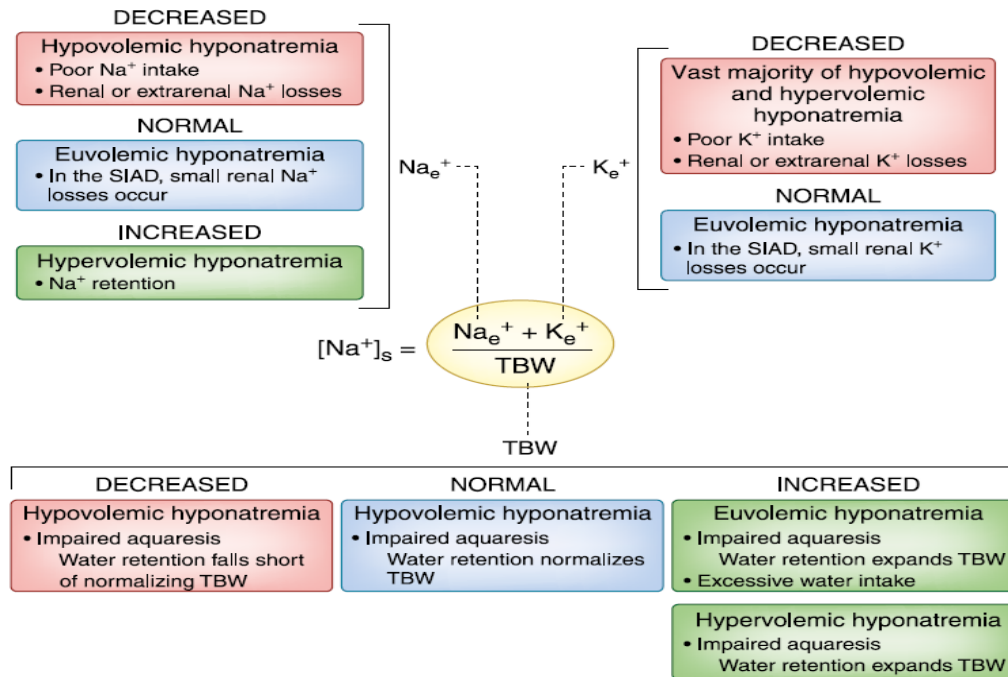 DECREASED
Hypovolemic hyponatremia
• Poor Na⁺ intake
• Renal or extrarenal Na⁺ losses
NORMAL
Euvolemic hyponatremia
• In the SIAD, small renal Na⁺
losses occur
INCREASED
Hypervolemic hyponatremia
• Na⁺ retention
Naₑ⁺
Kₑ⁺
DECREASED
Vast majority of hypovolemic
and hypervolemic
hyponatremia
• Poor K⁺ intake
• Renal or extrarenal K⁺ losses
NORMAL
Euvolemic hyponatremia
• In the SIAD, small renal K⁺
losses occur
[Na⁺]ₛ =
Naₑ⁺ + Kₑ⁺
TBW
TBW
DECREASED
Hypovolemic hyponatremia
• Impaired aquaresis
Water retention falls short
of normalizing TBW
NORMAL
Hypovolemic hyponatremia
• Impaired aquaresis
Water retention normalizes
TBW
INCREASED
Euvolemic hyponatremia
• Impaired aquaresis
Water retention expands TBW
• Excessive water intake
Hypervolemic hyponatremia
• Impaired aquaresis
Water retention expands TBW